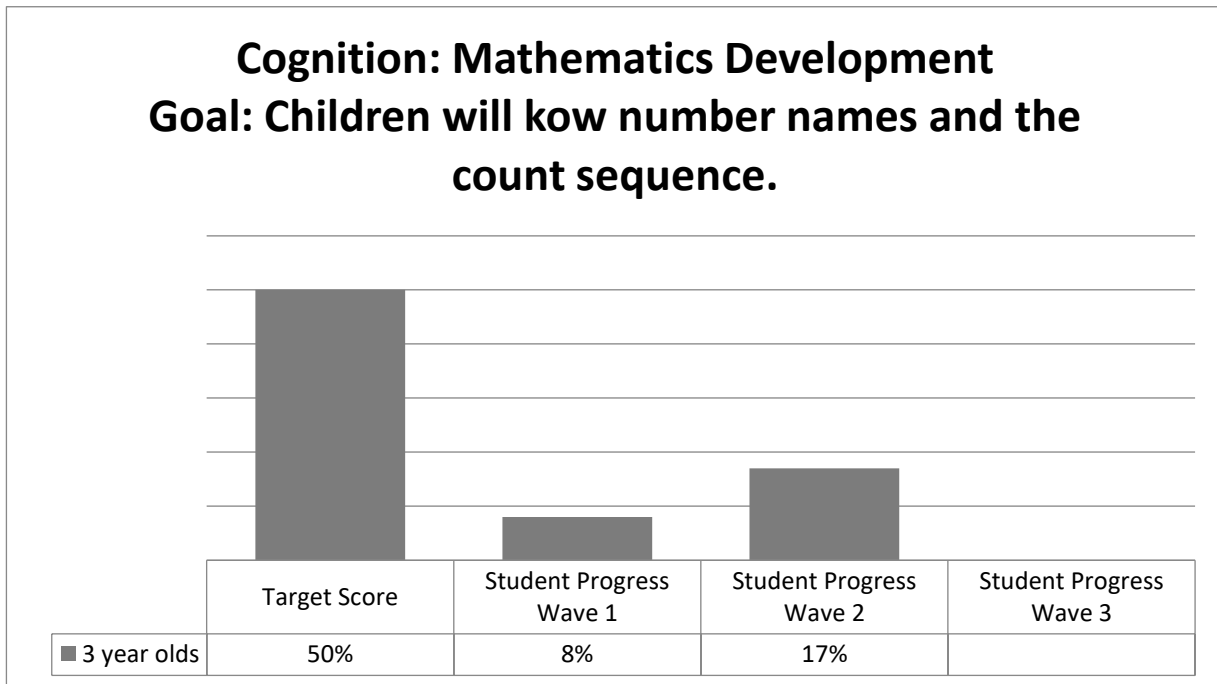 Cognition: Mathematics Development
Goal: Children will kow number names and the
count sequence.
Target Score
Student Progress
Wave 1
Student Progress
Wave 2
Student Progress
Wave 3
3 year olds 50% 8% 17%